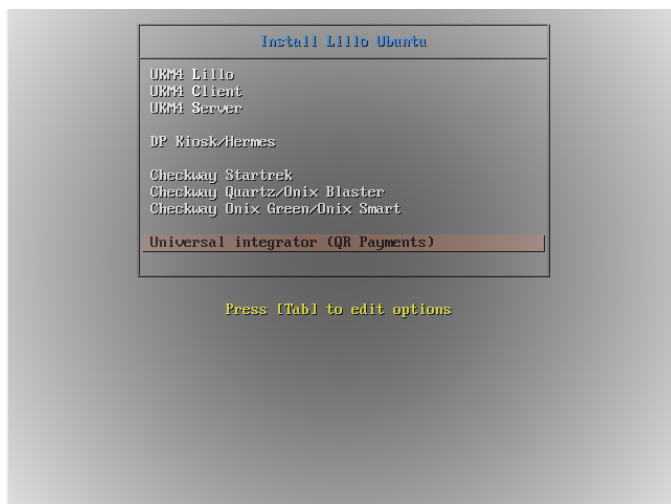 Install Lillo Ubuntu
UKM4 Lillo
UKM4 Client
UKM4 Server
DP Kiosk/Hermes
Checkway Startrek
Checkway Quartz/Onix Blaster
Checkway Onix Green/Onix Smart
Universal integrator (QR Payments)
Press [Tab] to edit options